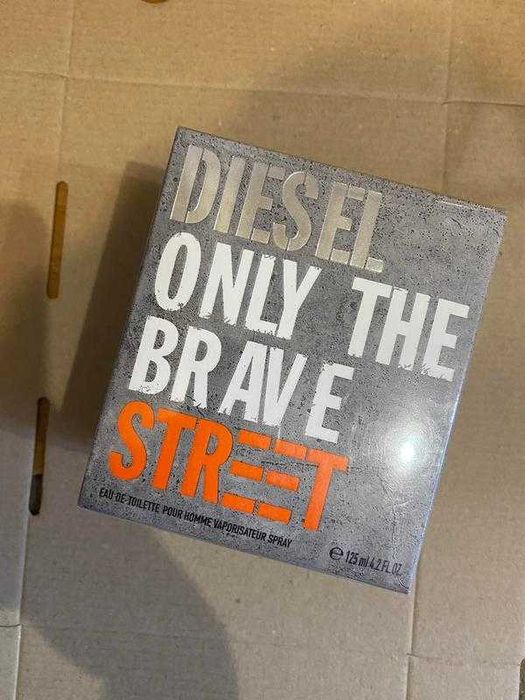 DIESEL
ONLY THE
BRAVE
STREET
EAU DE TOILETTE POUR HOMME VAPORISATEUR SPRAY
℮ 125 ml 4.2 FL.OZ.